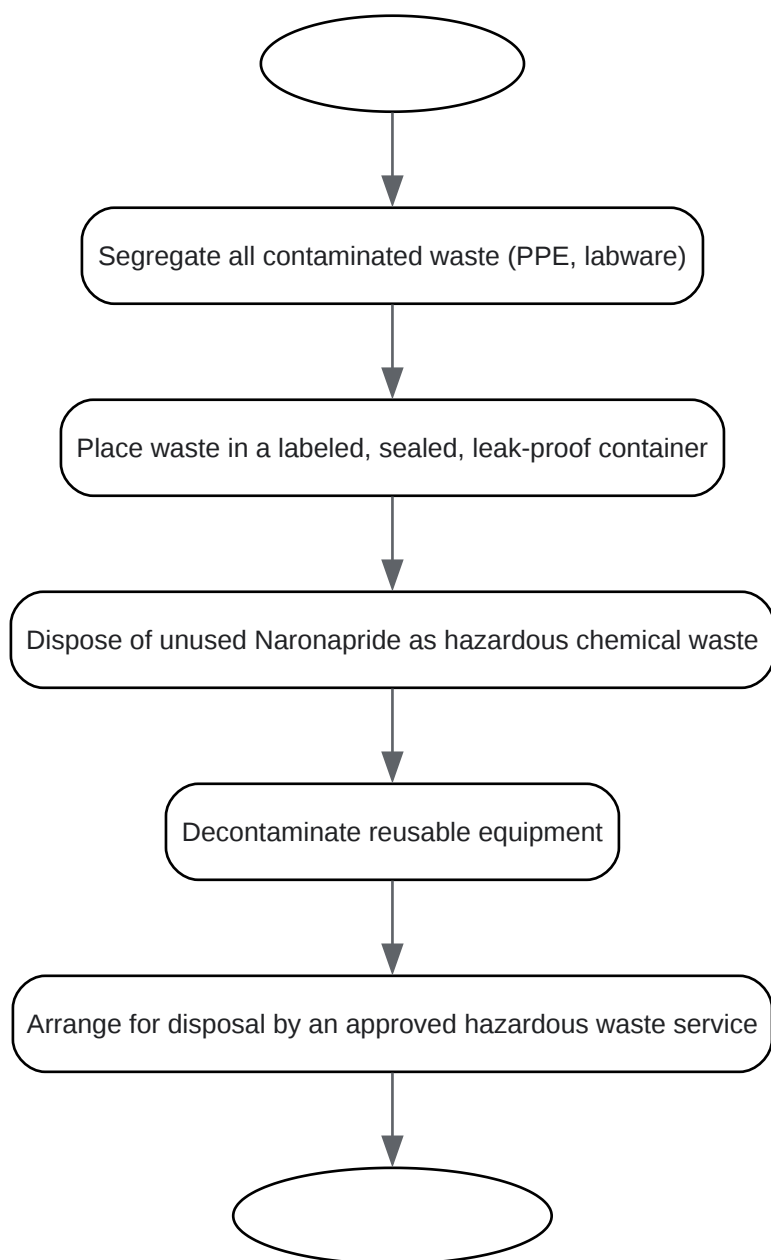 Segregate all contaminated waste (PPE, labware)
Place waste in a labeled, sealed, leak-proof container
Dispose of unused Naronapride as hazardous chemical waste
Decontaminate reusable equipment
Arrange for disposal by an approved hazardous waste service